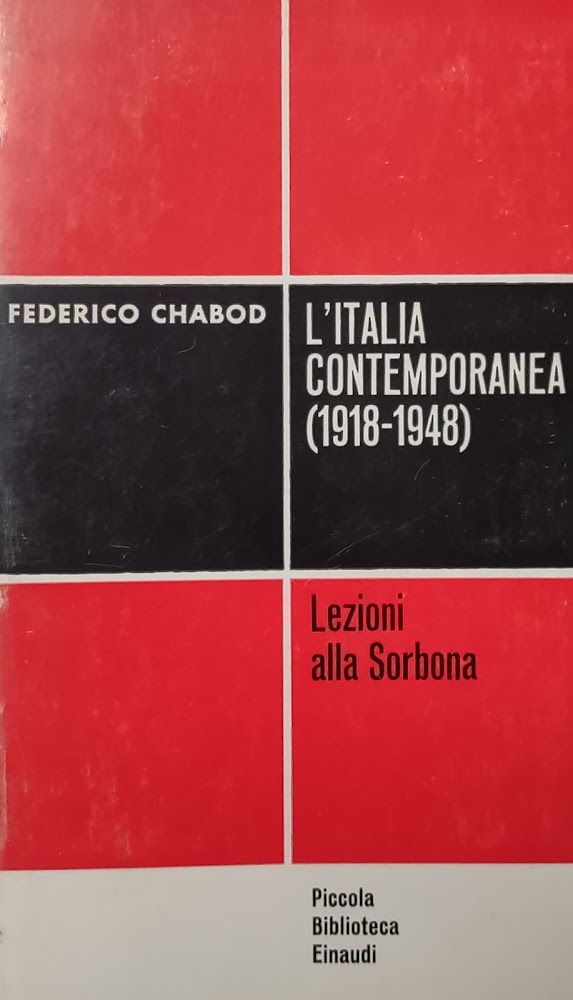 FEDERICO CHABOD
L'ITALIA
CONTEMPORANEA
(1918-1948)
Lezioni
alla Sorbona
Piccola
Biblioteca
Einaudi